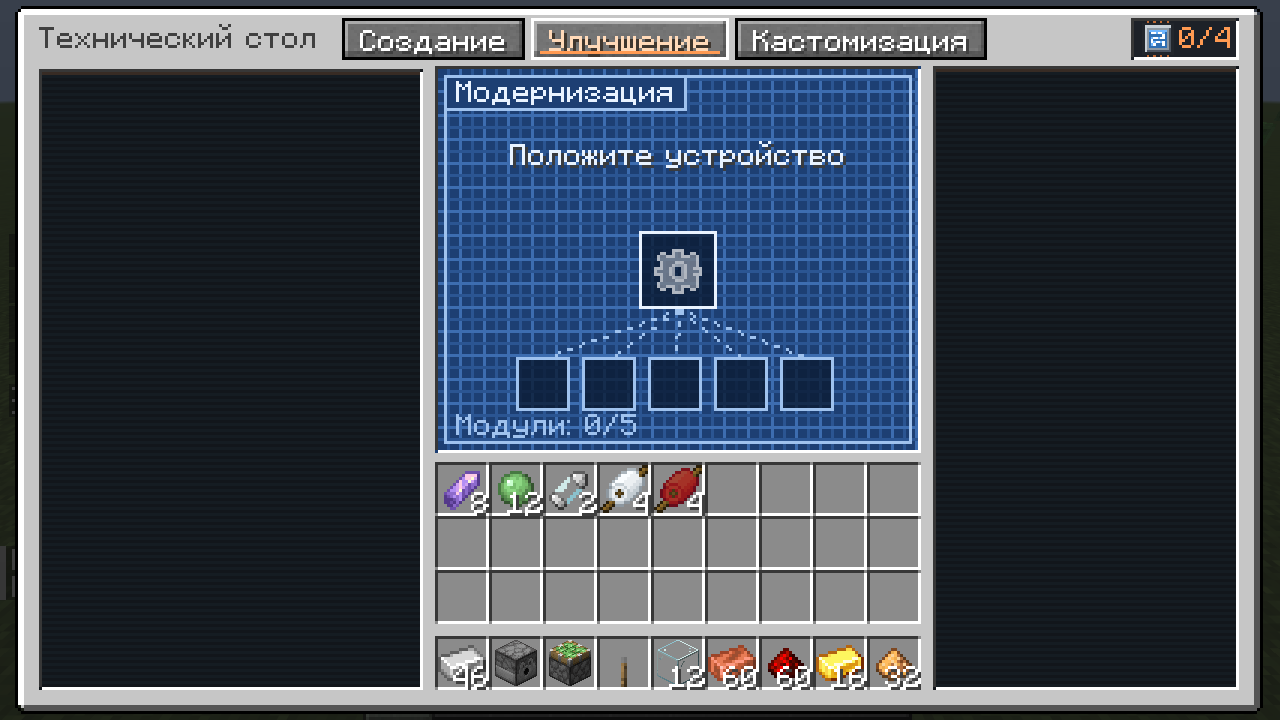 Технический стол
Создание
Улучшение
Кастомизация
0/4
Модернизация
Положите устройство
Модули: 0/5
8 12 2 4 4
46 12 60 60 16 32